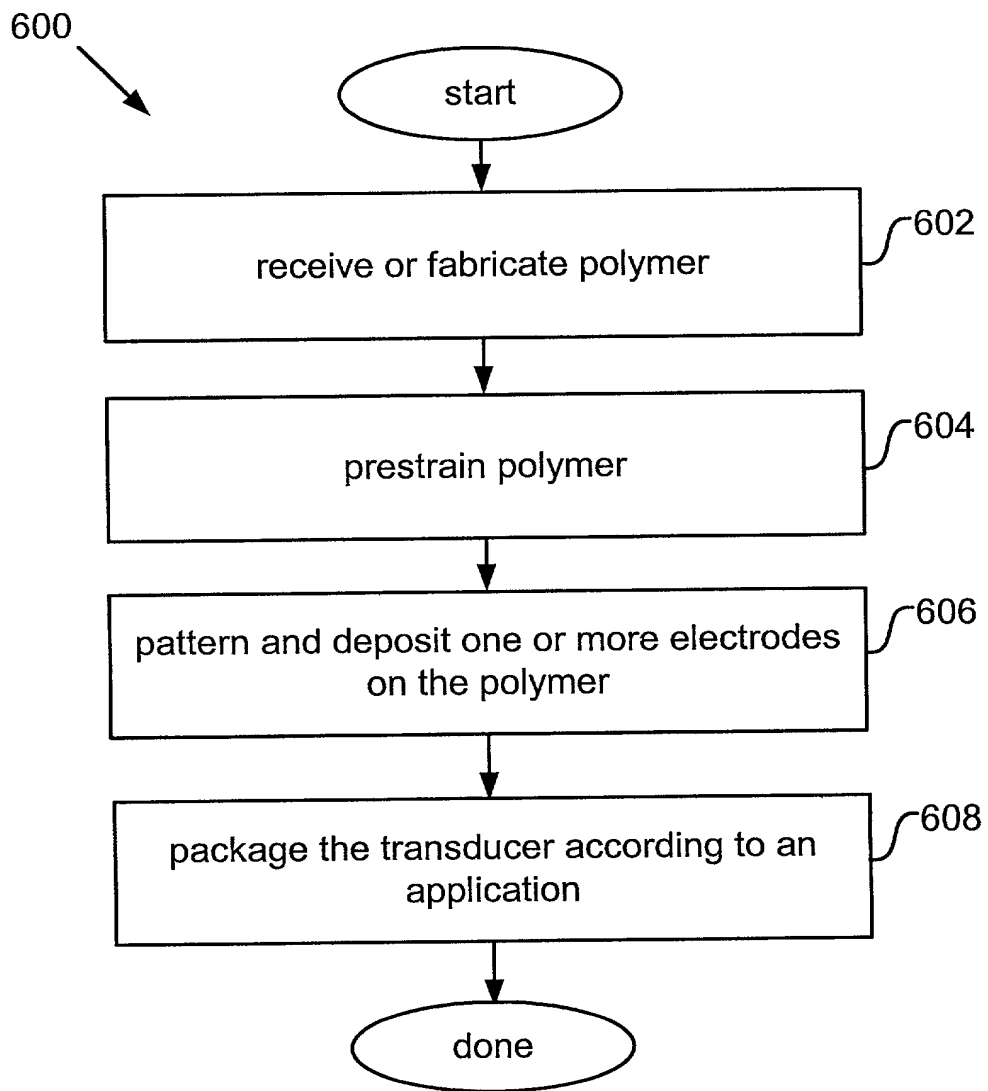 600
start
receive or fabricate polymer
602
prestrain polymer
604
pattern and deposit one or more electrodes
on the polymer
606
package the transducer according to an
application
608
done